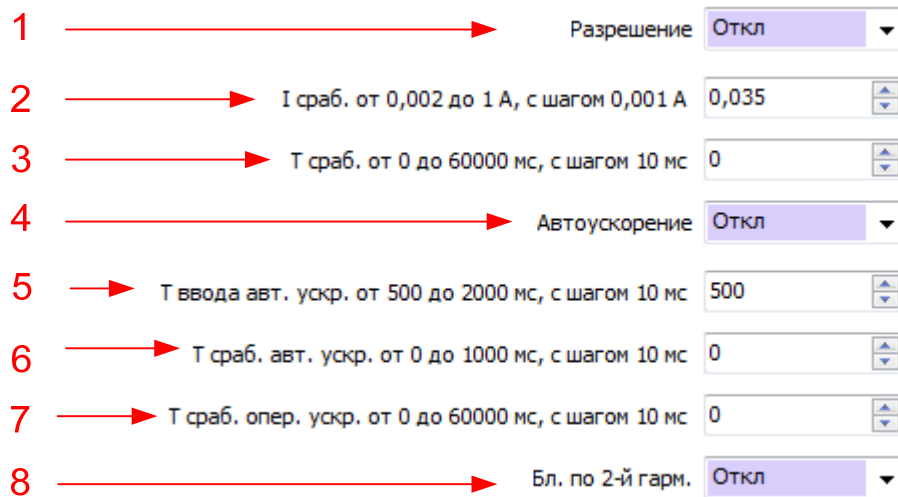 1 Разрешение Откл
2 I сраб. от 0,002 до 1 А, с шагом 0,001 А 0,035
3 Т сраб. от 0 до 60000 мс, с шагом 10 мс 0
4 Автоускорение Откл
5 Т ввода авт. ускр. от 500 до 2000 мс, с шагом 10 мс 500
6 Т сраб. авт. ускр. от 0 до 1000 мс, с шагом 10 мс 0
7 Т сраб. опер. ускр. от 0 до 60000 мс, с шагом 10 мс 0
8 Бл. по 2-й гарм. Откл